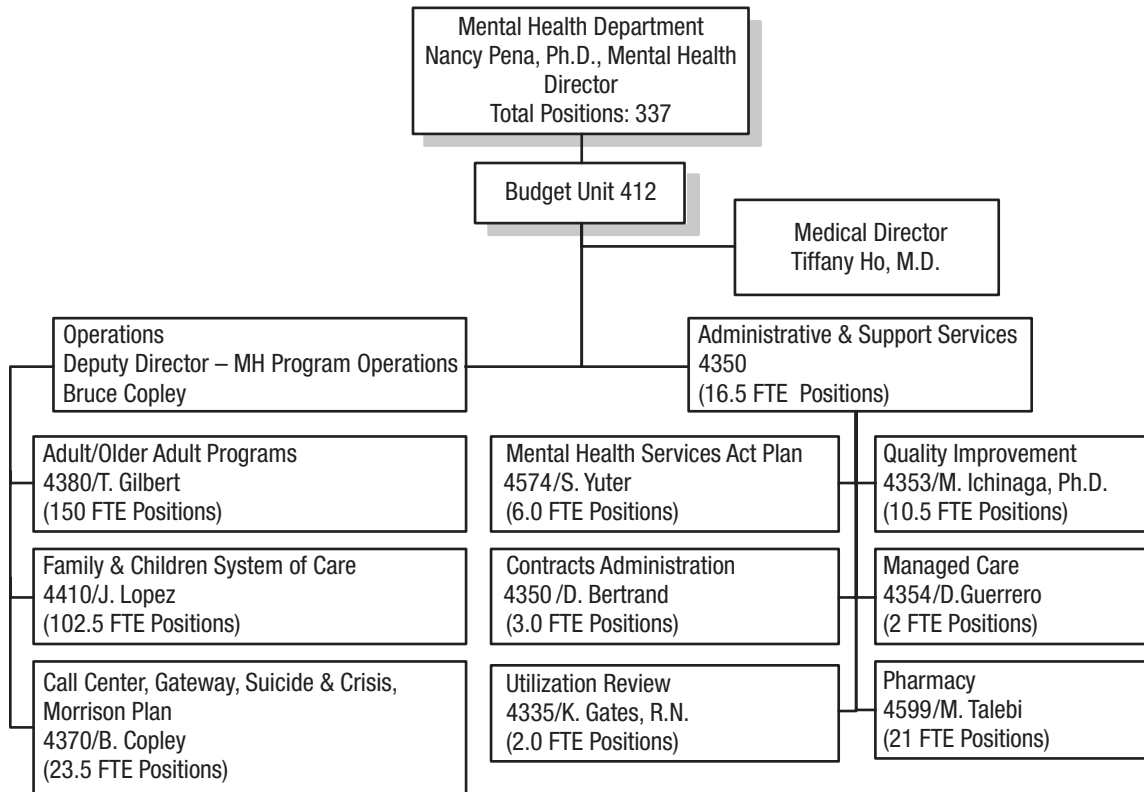 Mental Health Department
Nancy Pena, Ph.D., Mental Health
Director
Total Positions: 337
Budget Unit 412
Medical Director
Tiffany Ho, M.D.
Operations
Deputy Director – MH Program Operations
Bruce Copley
Administrative & Support Services
4350
(16.5 FTE Positions)
Adult/Older Adult Programs
4380/T. Gilbert
(150 FTE Positions)
Family & Children System of Care
4410/J. Lopez
(102.5 FTE Positions)
Call Center, Gateway, Suicide & Crisis,
Morrison Plan
4370/B. Copley
(23.5 FTE Positions)
Mental Health Services Act Plan
4574/S. Yuter
(6.0 FTE Positions)
Contracts Administration
4350 /D. Bertrand
(3.0 FTE Positions)
Utilization Review
4335/K. Gates, R.N.
(2.0 FTE Positions)
Quality Improvement
4353/M. Ichinaga, Ph.D.
(10.5 FTE Positions)
Managed Care
4354/D.Guerrero
(2 FTE Positions)
Pharmacy
4599/M. Talebi
(21 FTE Positions)